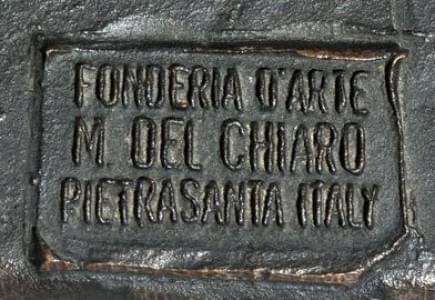 FONDERIA D'ARTE
M. DEL CHIARO
PIETRASANTA ITALY